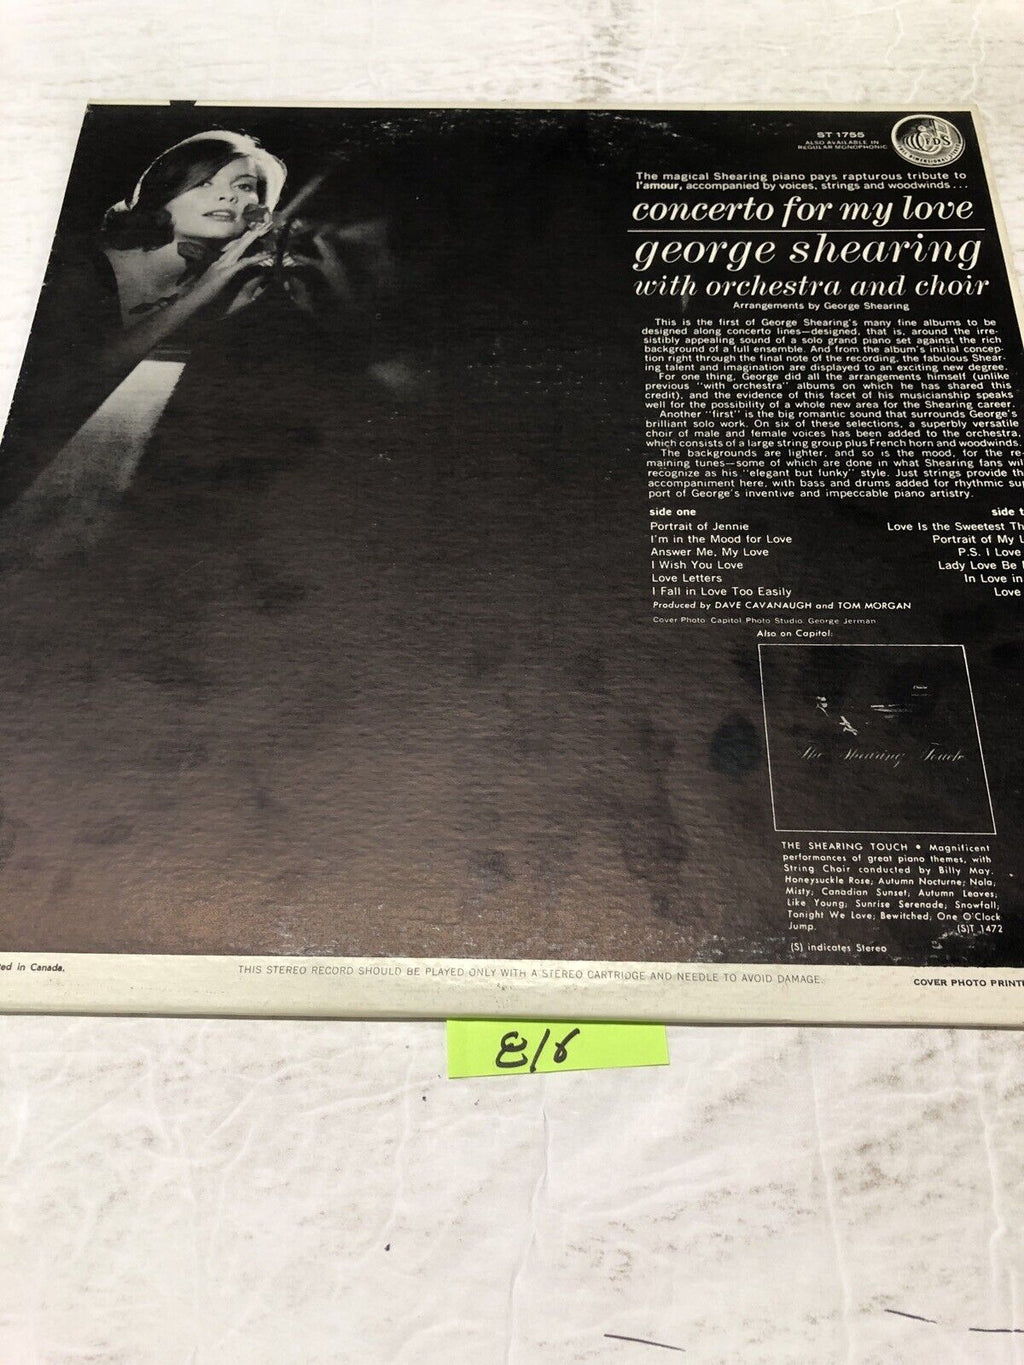 ST 1755
ALSO AVAILABLE IN
REGULAR MONOPHONIC
The magical Shearing piano pays rapturous tribute to
l'amour, accompanied by voices, strings and woodwinds...
concerto for my love
george shearing
with orchestra and choir
Arrangements by George Shearing
This is the first of George Shearing's many fine albums to be
designed along concerto lines—designed, that is, around the irre-
sistibly appealing sound of a solo grand piano set against the rich
background of a full ensemble. And from the album's initial concep-
tion right through the final note of the recording, the fabulous Shear-
ing talent and imagination are displayed to an exciting new degree.
For one thing, George did all the arrangements himself (unlike
previous "with orchestra" albums on which he has shared this
credit), and the evidence of this facet of his musicianship speaks
well for the possibility of a whole new area for the Shearing career.
Another "first" is the big romantic sound that surrounds George's
brilliant solo work. On six of these selections, a superbly versatile
choir of male and female voices has been added to the orchestra,
which consists of a large string group plus French horn and woodwinds.
The backgrounds are lighter, and so is the mood, for the re-
maining tunes—some of which are done in what Shearing fans wil
recognize as his "elegant but funky" style. Just strings provide th
accompaniment here, with bass and drums added for rhythmic su
port of George's inventive and impeccable piano artistry.
side one
Portrait of Jennie
I'm in the Mood for Love
Answer Me, My Love
I Wish You Love
Love Letters
I Fall in Love Too Easily
side t
Love Is the Sweetest Th
Portrait of My L
P.S. I Love
Lady Love Be
In Love in
Love
Produced by DAVE CAVANAUGH and TOM MORGAN
Cover Photo: Capitol Photo Studio: George Jerman
Also on Capitol:
The Shearing Touch
THE SHEARING TOUCH • Magnificent
performances of great piano themes, with
String Choir conducted by Billy May.
Honeysuckle Rose; Autumn Nocturne; Nola;
Misty; Canadian Sunset; Autumn Leaves;
Like Young; Sunrise Serenade; Snowfall;
Tonight We Love; Bewitched; One O'Clock
Jump. (S)T 1472
(S) indicates Stereo
ed in Canada.
THIS STEREO RECORD SHOULD BE PLAYED ONLY WITH A STEREO CARTRIDGE AND NEEDLE TO AVOID DAMAGE.
COVER PHOTO PRINT